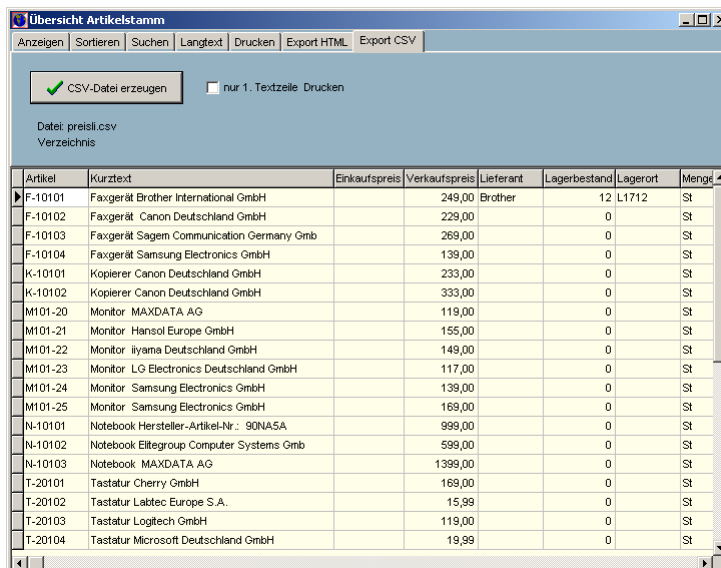 Übersicht Artikelstamm
Anzeigen Sortieren Suchen Langtext Drucken Export HTML Export CSV
CSV-Datei erzeugen nur 1. Textzeile Drucken
Datei: preisli.csv
Verzeichnis
Artikel Kurztext Einkaufspreis Verkaufspreis Lieferant Lagerbestand Lagerort Menge
F-10101 Faxgerät Brother International GmbH 249,00 Brother 12 L1712 St
F-10102 Faxgerät Canon Deutschland GmbH 229,00 0 St
F-10103 Faxgerät Sagem Communication Germany Gmb 269,00 0 St
F-10104 Faxgerät Samsung Electronics GmbH 139,00 0 St
K-10101 Kopierer Canon Deutschland GmbH 233,00 0 St
K-10102 Kopierer Canon Deutschland GmbH 333,00 0 St
M101-20 Monitor MAXDATA AG 119,00 0 St
M101-21 Monitor Hansol Europe GmbH 155,00 0 St
M101-22 Monitor iiyama Deutschland GmbH 149,00 0 St
M101-23 Monitor LG Electronics Deutschland GmbH 117,00 0 St
M101-24 Monitor Samsung Electronics GmbH 139,00 0 St
M101-25 Monitor Samsung Electronics GmbH 169,00 0 St
N-10101 Notebook Hersteller-Artikel-Nr.: 90NA5A 999,00 0 St
N-10102 Notebook Elitegroup Computer Systems Gmb 599,00 0 St
N-10103 Notebook MAXDATA AG 1399,00 0 St
T-20101 Tastatur Cherry GmbH 169,00 0 St
T-20102 Tastatur Labtec Europe S.A. 15,99 0 St
T-20103 Tastatur Logitech GmbH 119,00 0 St
T-20104 Tastatur Microsoft Deutschland GmbH 19,99 0 St